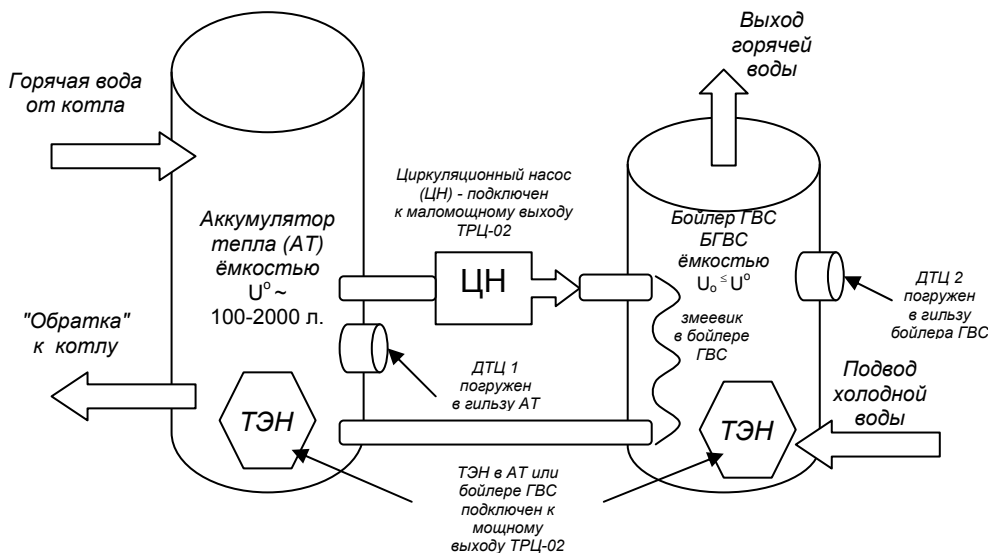 Выход
горячей
воды
Горячая вода
от котла
Циркуляционный насос
(ЦН) - подключен
к маломощному выходу
ТРЦ-02
Аккумулятор
тепла (АТ)
ёмкостью
U° ~
100-2000 л.
ЦН
Бойлер ГВС
БГВС
ёмкостью
U₀ ≤ U°
ДТЦ 2
погружен
в гильзу
бойлера ГВС
змеевик
в бойлере
ГВС
"Обратка"
к котлу
ДТЦ 1
погружен
в гильзу АТ
Подвод
холодной
воды
ТЭН
ТЭН
ТЭН в АТ или
бойлере ГВС
подключен к
мощному
выходу ТРЦ-02